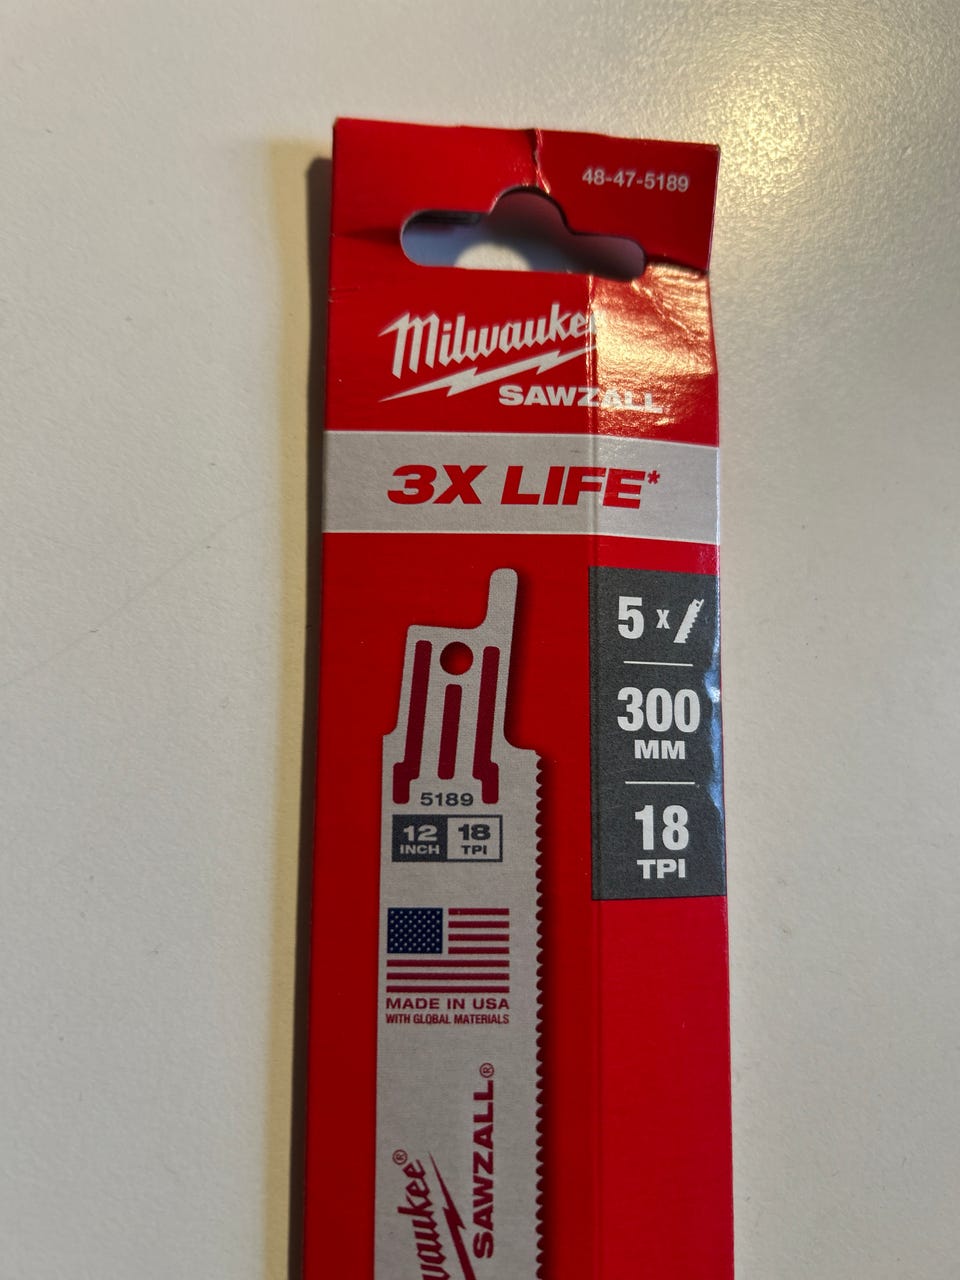 48-47-5189
Milwaukee
SAWZALL
3X LIFE*
5 x
300
MM
18
TPI
5189
12
INCH
18
TPI
MADE IN USA
WITH GLOBAL MATERIALS
SAWZALL®
waukee®